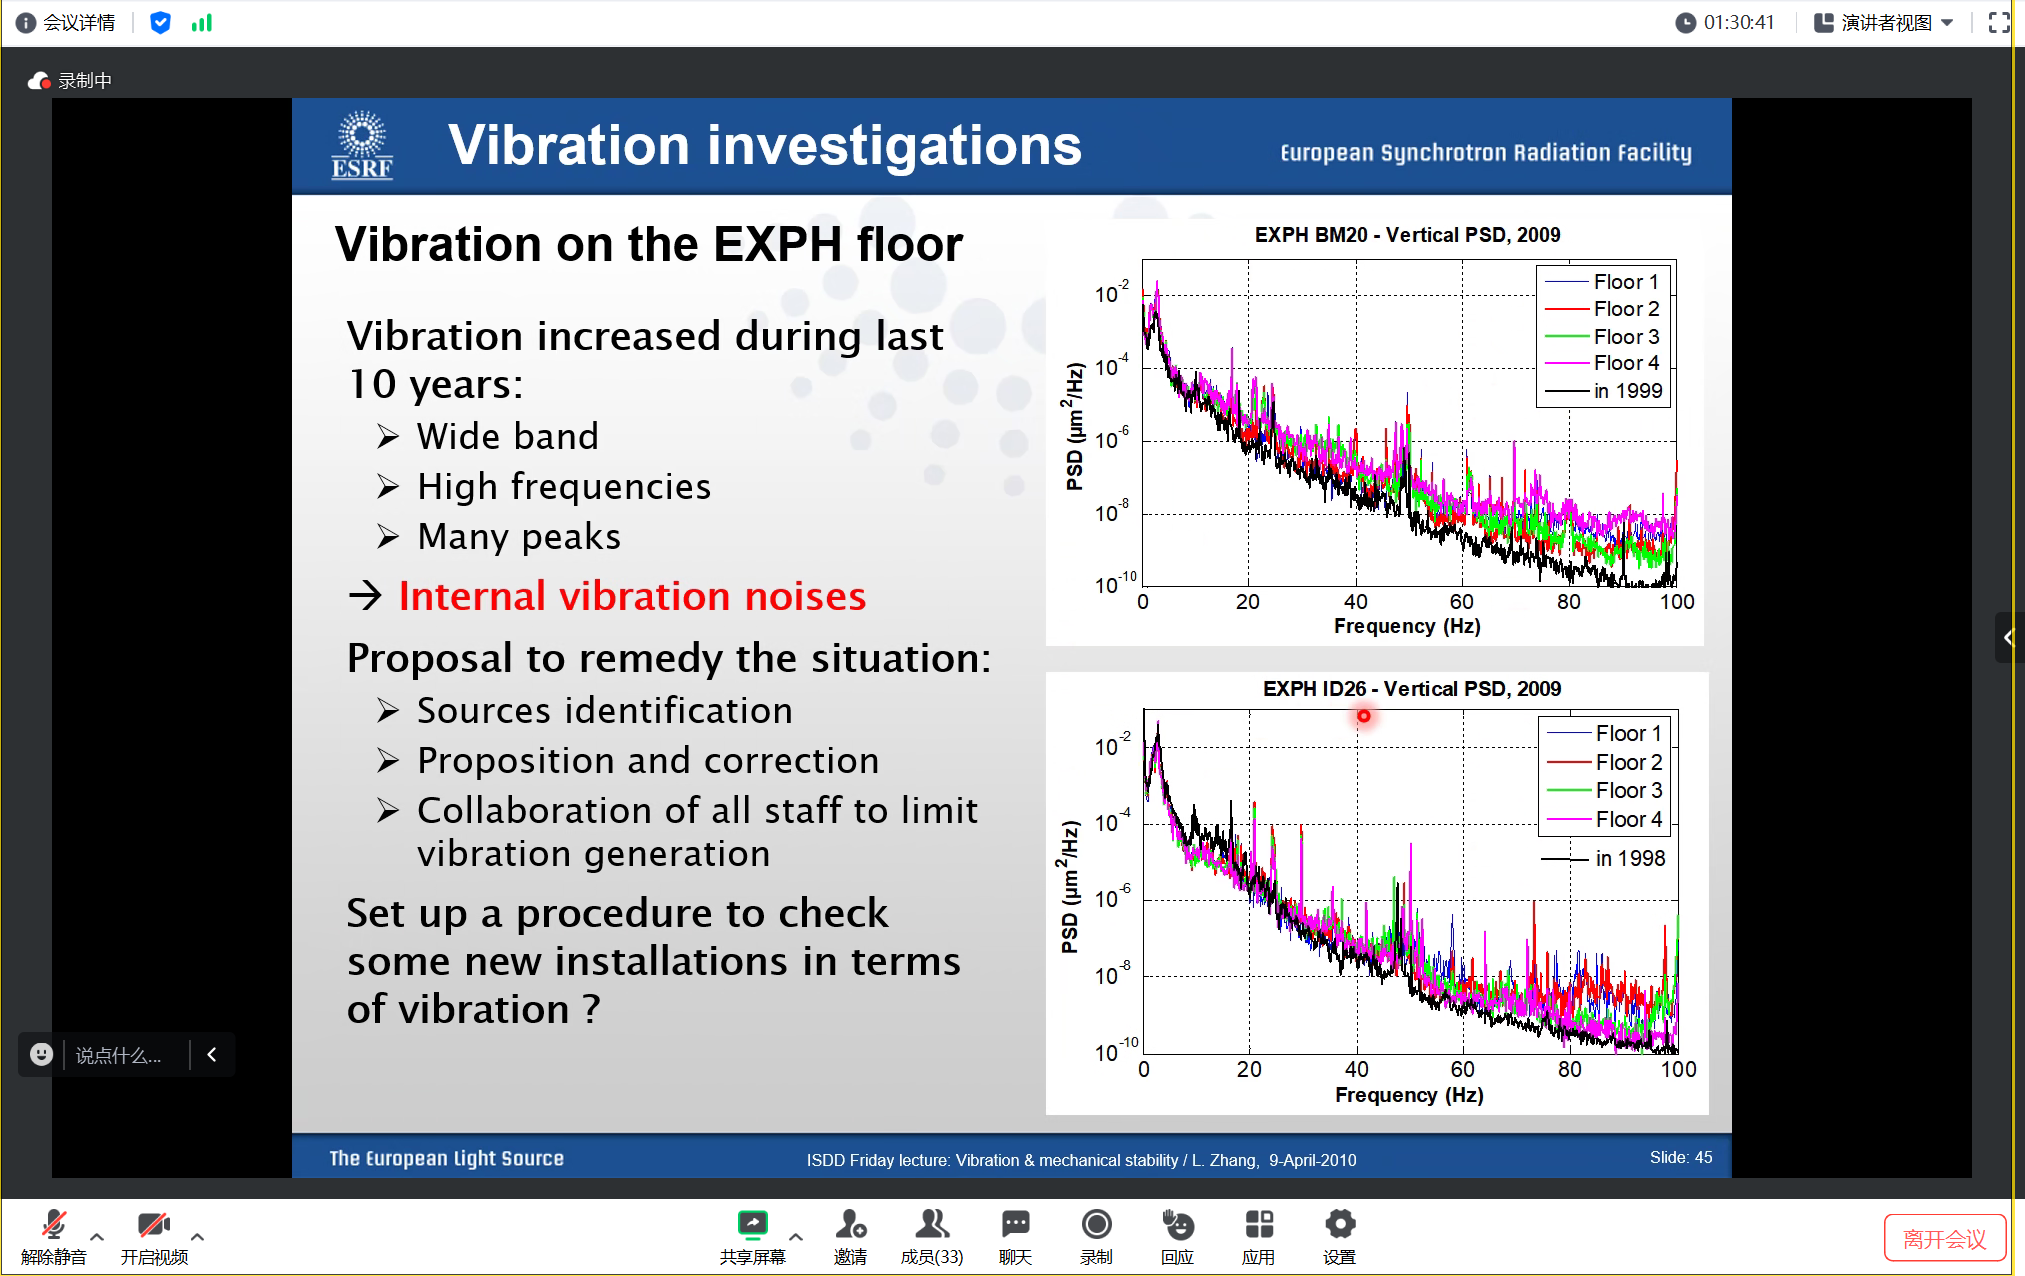 会议详情
01:30:41
演讲者视图
录制中
ESRF
Vibration investigations
European Synchrotron Radiation Facility
Vibration on the EXPH floor
Vibration increased during last
10 years:
➢ Wide band
➢ High frequencies
➢ Many peaks
→ Internal vibration noises
Proposal to remedy the situation:
➢ Sources identification
➢ Proposition and correction
➢ Collaboration of all staff to limit
vibration generation
Set up a procedure to check
some new installations in terms
of vibration ?
EXPH BM20 - Vertical PSD, 2009
Floor 1
Floor 2
Floor 3
Floor 4
in 1999
10^-2
10^-4
10^-6
10^-8
10^-10
PSD (µm²/Hz)
0 20 40 60 80 100
Frequency (Hz)
EXPH ID26 - Vertical PSD, 2009
Floor 1
Floor 2
Floor 3
Floor 4
in 1998
10^-2
10^-4
10^-6
10^-8
10^-10
PSD (µm²/Hz)
0 20 40 60 80 100
Frequency (Hz)
说点什么...
The European Light Source
ISDD Friday lecture: Vibration & mechanical stability / L. Zhang, 9-April-2010
Slide: 45
解除静音
开启视频
共享屏幕
邀请
成员(33)
聊天
录制
回应
应用
设置
离开会议